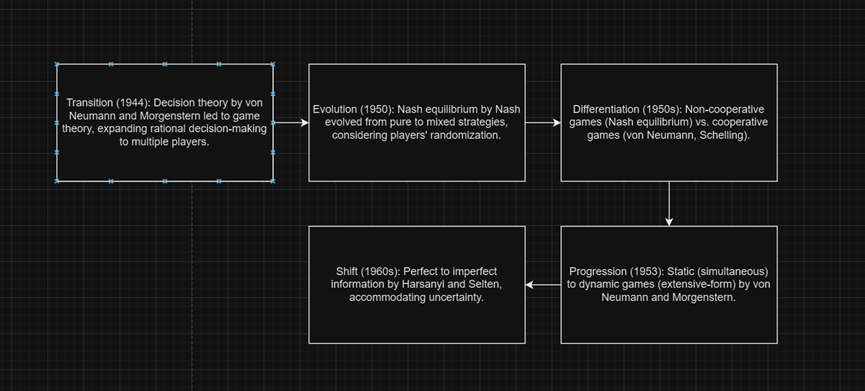 Transition (1944): Decision theory by von
Neumann and Morgenstern led to game
theory, expanding rational decision-making
to multiple players.
Evolution (1950): Nash equilibrium by Nash
evolved from pure to mixed strategies,
considering players' randomization.
Differentiation (1950s): Non-cooperative
games (Nash equilibrium) vs. cooperative
games (von Neumann, Schelling).
Progression (1953): Static (simultaneous)
to dynamic games (extensive-form) by von
Neumann and Morgenstern.
Shift (1960s): Perfect to imperfect
information by Harsanyi and Selten,
accommodating uncertainty.